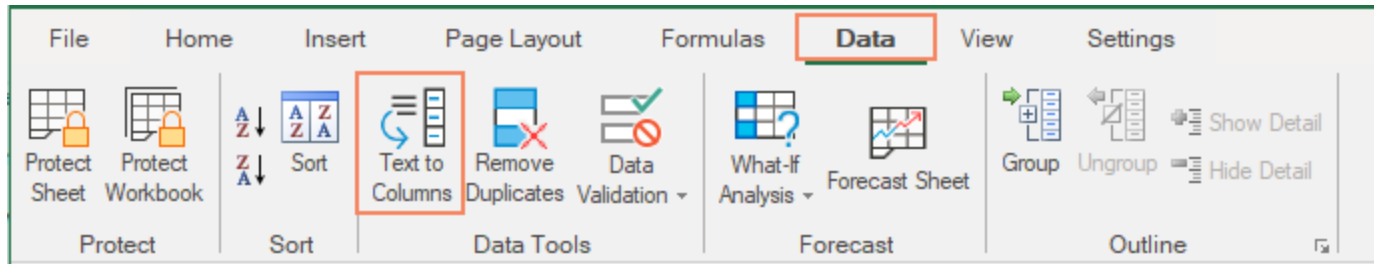 File Home Insert Page Layout Formulas Data View Settings
Protect Sheet
Protect Workbook
A Z
Z A
A Z
Z A
Sort
Text to Columns
Remove Duplicates
Data Validation
What-If Analysis
Forecast Sheet
Group
Ungroup
Show Detail
Hide Detail
Protect Sort Data Tools Forecast Outline